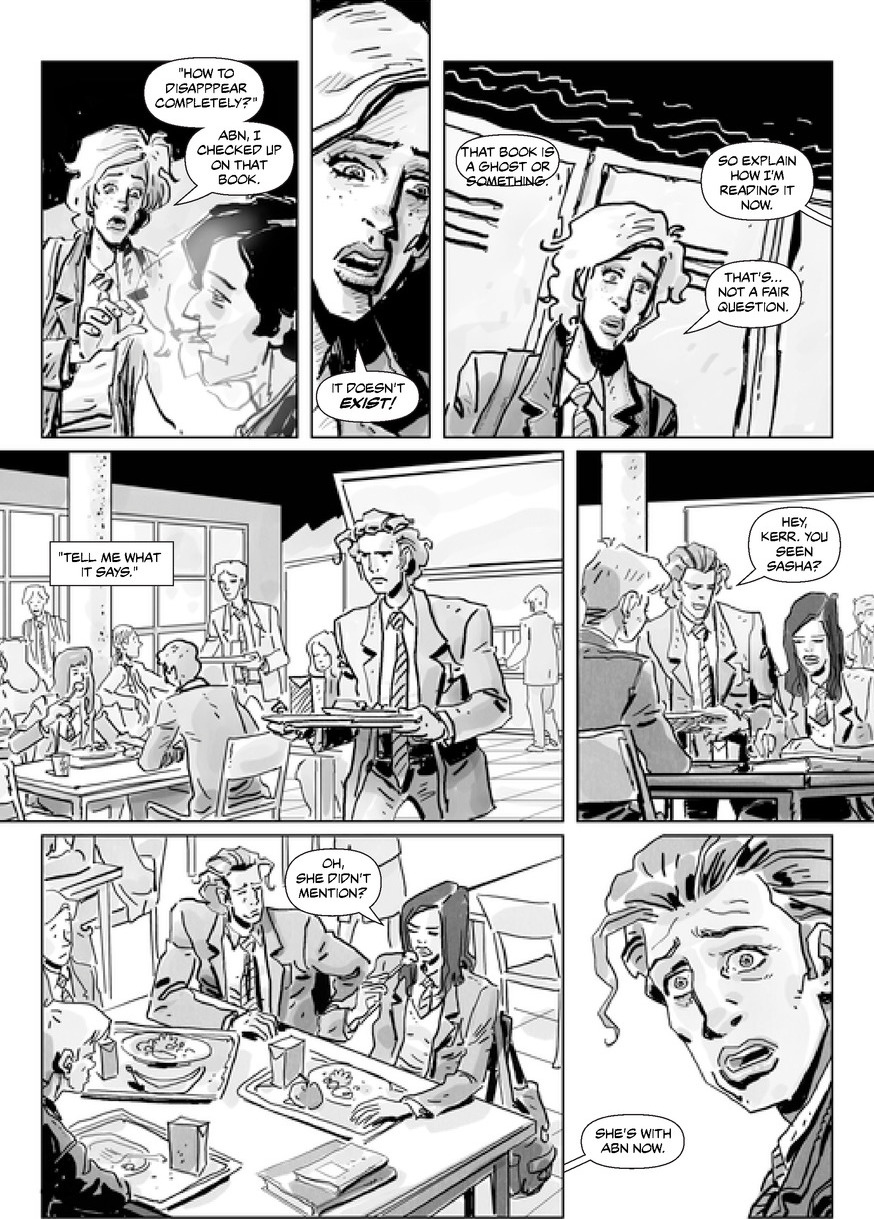 "HOW TO
DISAPPPEAR
COMPLETELY?"
ABN, I
CHECKED UP
ON THAT
BOOK.
IT DOESN'T
EXIST!
THAT BOOK IS
A GHOST OR
SOMETHING.
SO EXPLAIN
HOW I'M
READING IT
NOW.
THAT'S...
NOT A FAIR
QUESTION.
"TELL ME WHAT
IT SAYS."
HEY,
KERR. YOU
SEEN
SASHA?
OH,
SHE DIDN'T
MENTION?
SHE'S WITH
ABN NOW.